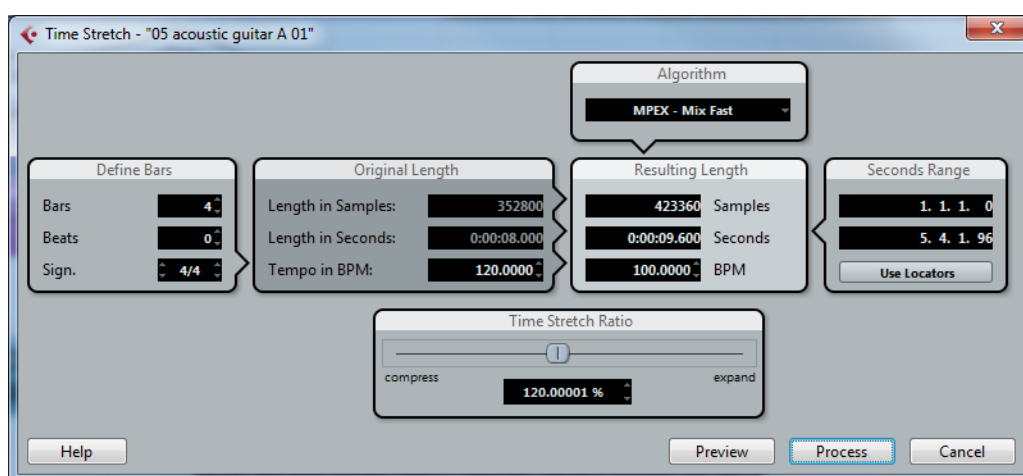 Time Stretch - "05 acoustic guitar A 01"
x
Algorithm
MPEX - Mix Fast
Define Bars
Bars 4
Beats 0
Sign. 4/4
Original Length
Length in Samples: 352800
Length in Seconds: 0:00:08.000
Tempo in BPM: 120.0000
Resulting Length
423360 Samples
0:00:09.600 Seconds
100.0000 BPM
Seconds Range
1. 1. 1. 0
5. 4. 1. 96
Use Locators
Time Stretch Ratio
compress expand
120.00001 %
Help Preview Process Cancel